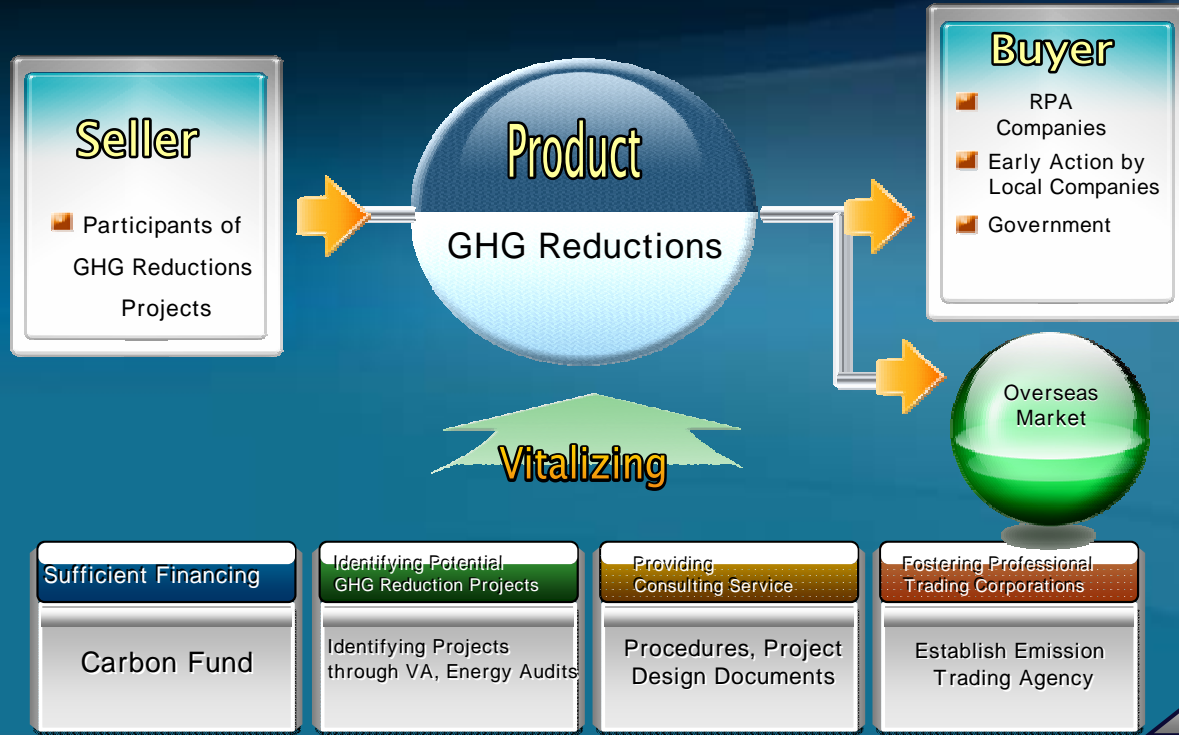 Seller
Participants of
GHG Reductions
Projects
Product
GHG Reductions
Buyer
RPA
Companies
Early Action by
Local Companies
Government
Overseas
Market
Vitalizing
Sufficient Financing
Carbon Fund
Identifying Potential
GHG Reduction Projects
Identifying Projects
through VA, Energy Audits
Providing
Consulting Service
Procedures, Project
Design Documents
Fostering Professional
Trading Corporations
Establish Emission
Trading Agency